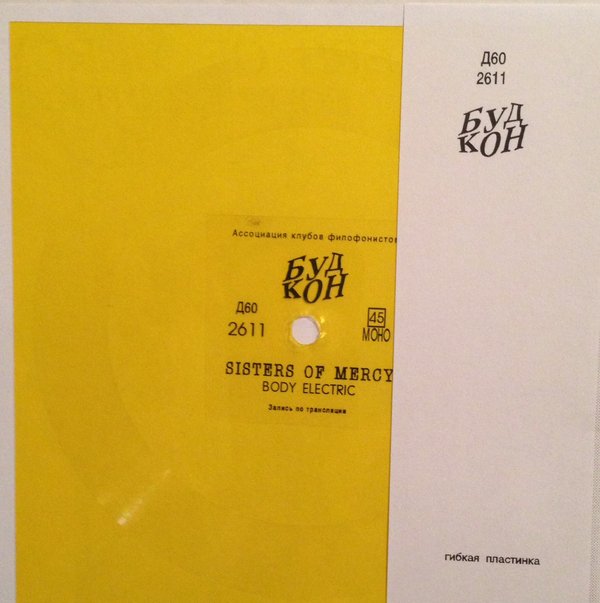 Д60
2611
БУД
КОН
Ассоциация клубов филофонистов
БУД
КОН
Д60
2611
45
МОНО
SISTERS OF MERCY
BODY ELECTRIC
Запись по трансляции
гибкая пластинка